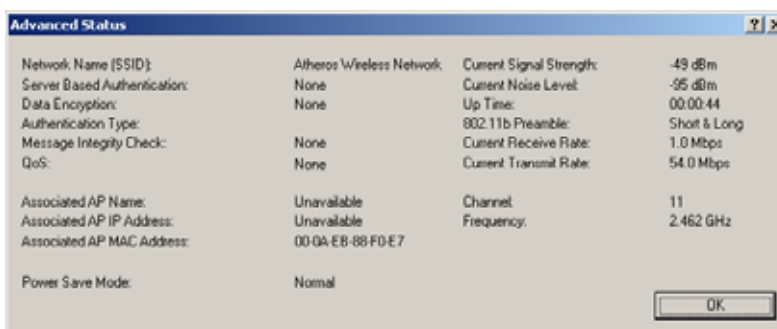 Advanced Status
Network Name (SSID): Atheros Wireless Network Current Signal Strength: -49 dBm
Server Based Authentication: None Current Noise Level: -95 dBm
Data Encryption: None Up Time: 00:00:44
Authentication Type: 802.11b Preamble: Short & Long
Message Integrity Check: None Current Receive Rate: 1.0 Mbps
QoS: None Current Transmit Rate: 54.0 Mbps
Associated AP Name: Unavailable Channel: 11
Associated AP IP Address: Unavailable Frequency: 2.462 GHz
Associated AP MAC Address: 00-0A-EB-88-F0-E7
Power Save Mode: Normal
OK